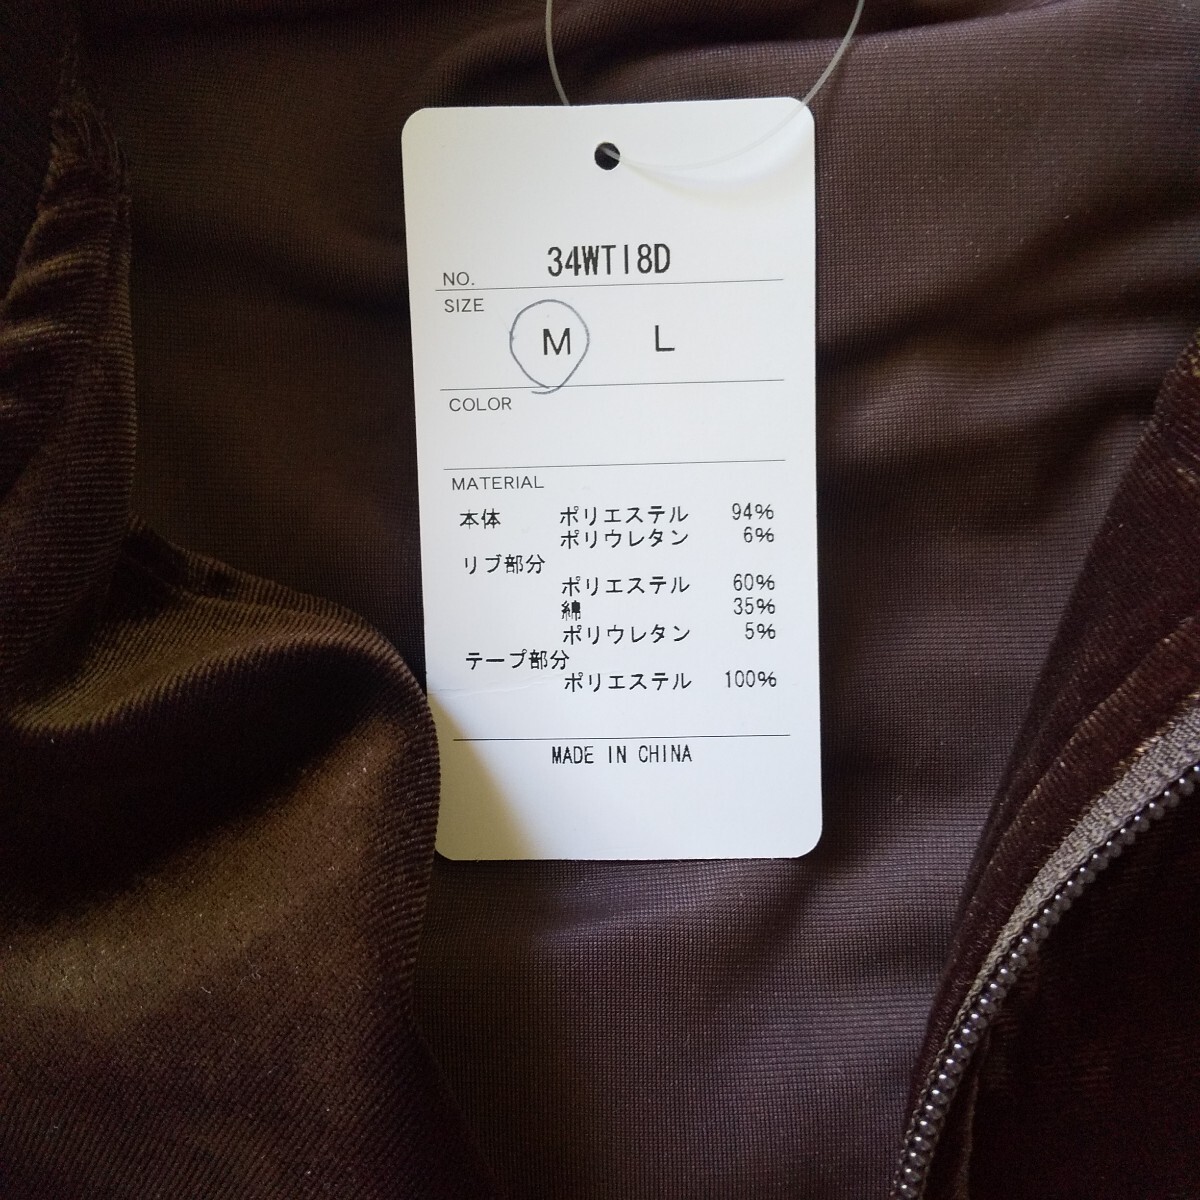 NO. 34WT18D
SIZE
M L
COLOR
MATERIAL
本体 ポリエステル 94%
ポリウレタン 6%
リブ部分
ポリエステル 60%
綿 35%
ポリウレタン 5%
テープ部分
ポリエステル 100%
MADE IN CHINA